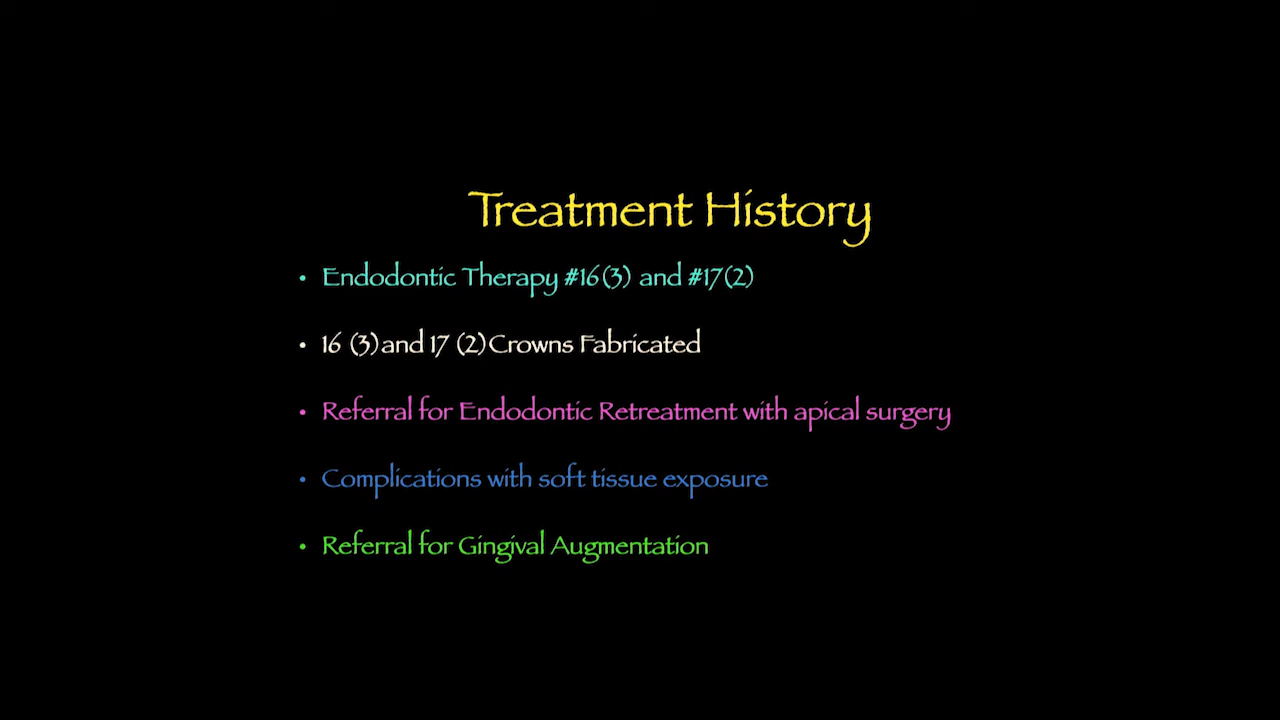 Treatment History
• Endodontic Therapy #16(3) and #17(2)
• 16 (3)and 17 (2)Crowns Fabricated
• Referral for Endodontic Retreatment with apical surgery
• Complications with soft tissue exposure
• Referral for Gingival Augmentation